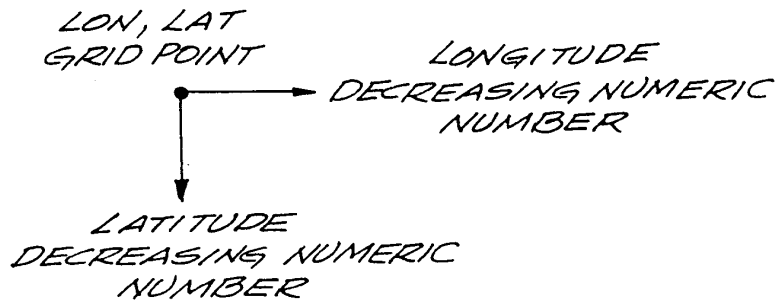 LON, LAT
GRID POINT
LONGITUDE
DECREASING NUMERIC
NUMBER
LATITUDE
DECREASING NUMERIC
NUMBER